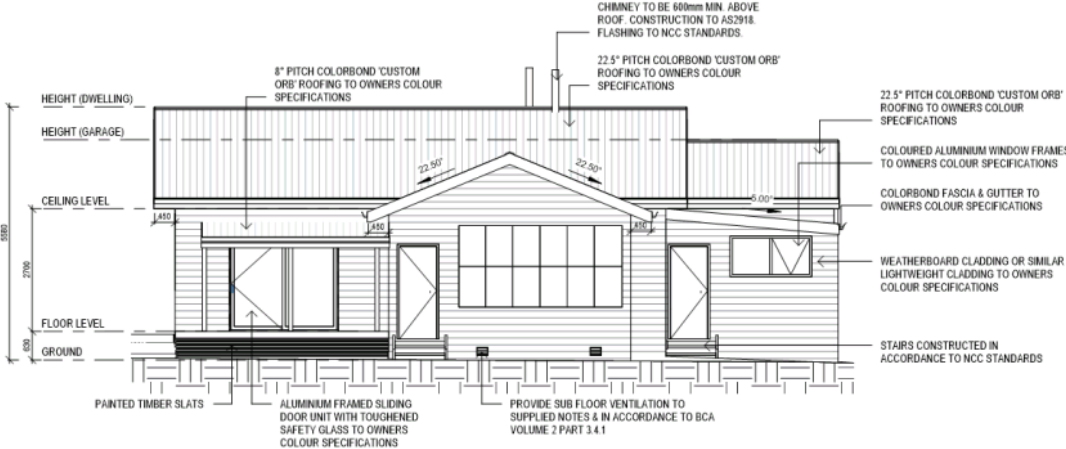 CHIMNEY TO BE 600mm MIN. ABOVE
ROOF. CONSTRUCTION TO AS2918.
FLASHING TO NCC STANDARDS.
22.5° PITCH COLORBOND 'CUSTOM ORB'
ROOFING TO OWNERS COLOUR
SPECIFICATIONS
8° PITCH COLORBOND 'CUSTOM
ORB' ROOFING TO OWNERS COLOUR
SPECIFICATIONS
22.5° PITCH COLORBOND 'CUSTOM ORB'
ROOFING TO OWNERS COLOUR
SPECIFICATIONS
COLOURED ALUMINIUM WINDOW FRAMES
TO OWNERS COLOUR SPECIFICATIONS
COLORBOND FASCIA & GUTTER TO
OWNERS COLOUR SPECIFICATIONS
WEATHERBOARD CLADDING OR SIMILAR
LIGHTWEIGHT CLADDING TO OWNERS
COLOUR SPECIFICATIONS
STAIRS CONSTRUCTED IN
ACCORDANCE TO NCC STANDARDS
HEIGHT (DWELLING)
HEIGHT (GARAGE)
CEILING LEVEL
FLOOR LEVEL
GROUND
5580
2700
630
22.50°
22.50°
5.00°
450
450
450
PAINTED TIMBER SLATS
ALUMINIUM FRAMED SLIDING
DOOR UNIT WITH TOUGHENED
SAFETY GLASS TO OWNERS
COLOUR SPECIFICATIONS
PROVIDE SUB FLOOR VENTILATION TO
SUPPLIED NOTES & IN ACCORDANCE TO BCA
VOLUME 2 PART 3.4.1